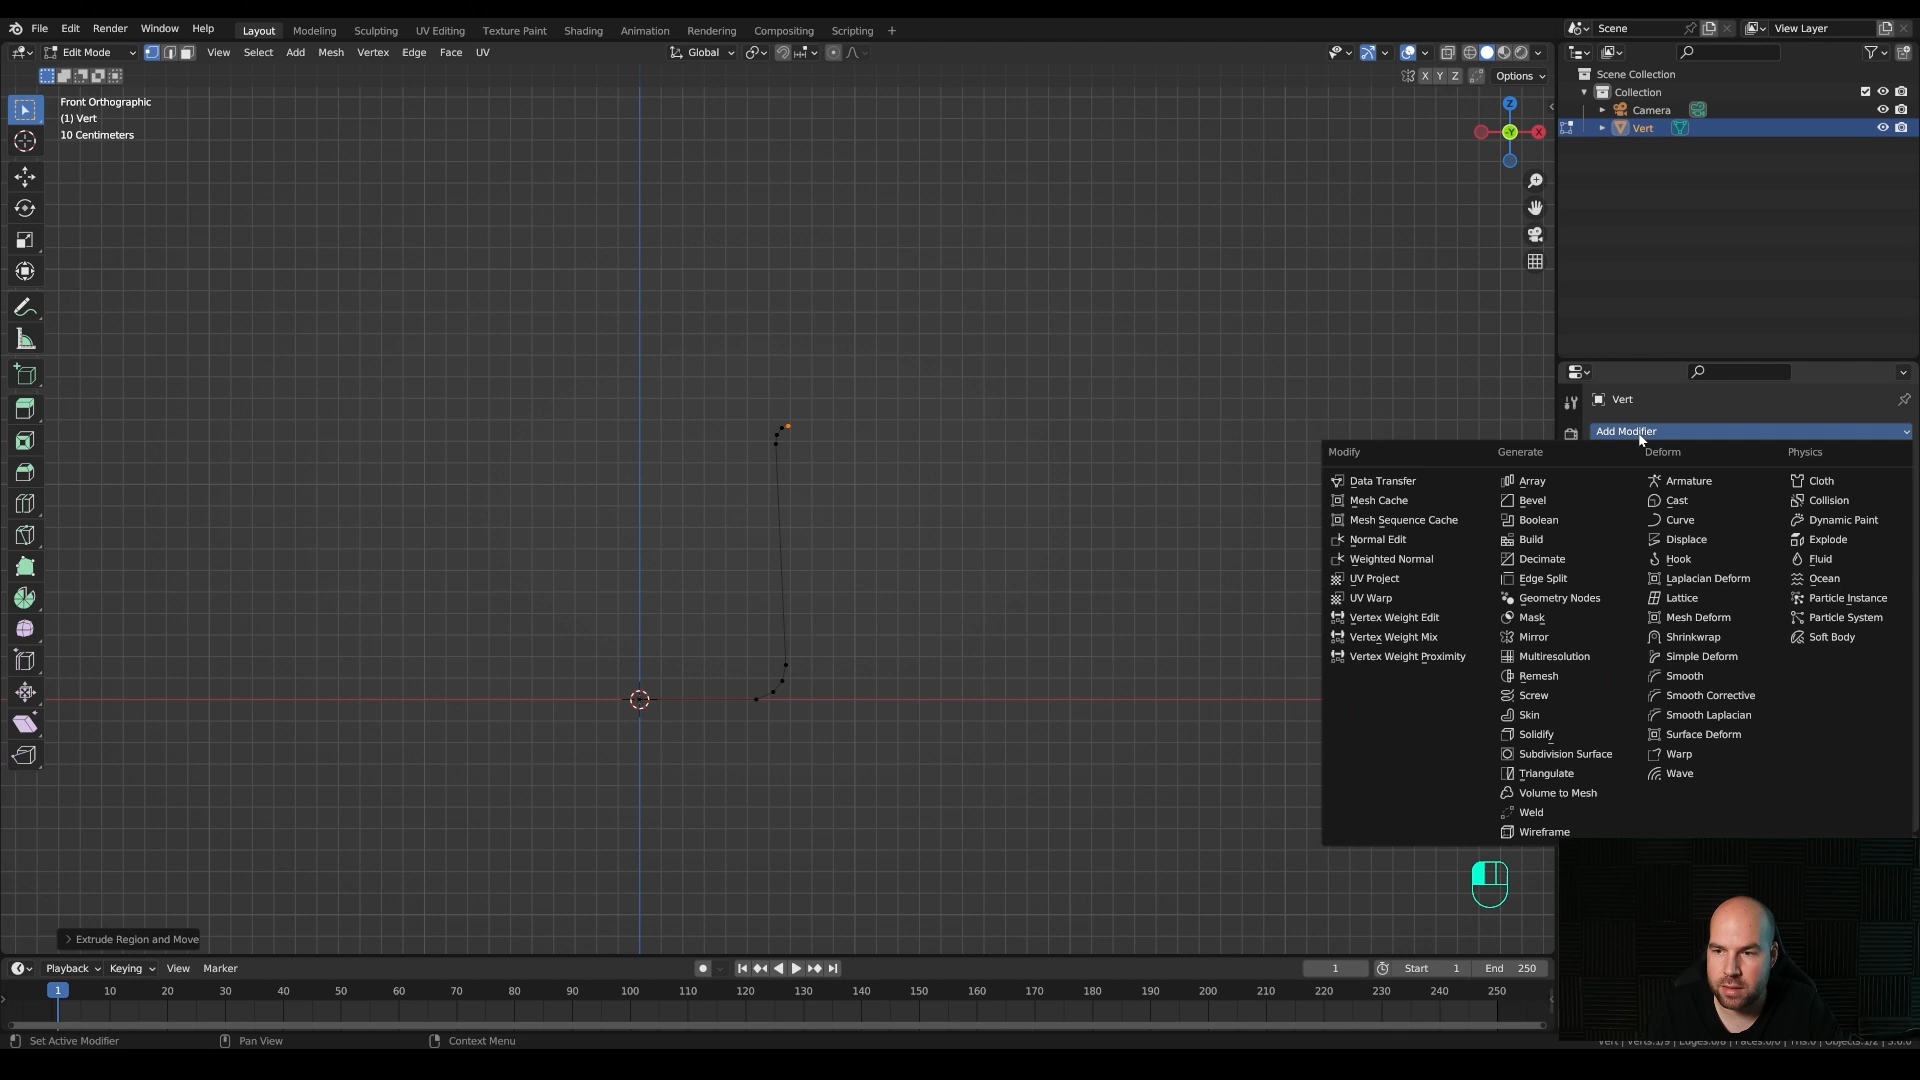 File Edit Render Window Help Layout Modeling Sculpting UV Editing Texture Paint Shading Animation Rendering Compositing Scripting + Scene View Layer
Edit Mode View Select Add Mesh Vertex Edge Face UV Global
X Y Z Options
Front Orthographic
(1) Vert
10 Centimeters
Z
-Y
X
Scene Collection
Collection
Camera
Vert
Vert
Add Modifier
Modify Generate Deform Physics
Data Transfer Array Armature Cloth
Mesh Cache Bevel Cast Collision
Mesh Sequence Cache Boolean Curve Dynamic Paint
Normal Edit Build Displace Explode
Weighted Normal Decimate Hook Fluid
UV Project Edge Split Laplacian Deform Ocean
UV Warp Geometry Nodes Lattice Particle Instance
Vertex Weight Edit Mask Mesh Deform Particle System
Vertex Weight Mix Mirror Shrinkwrap Soft Body
Vertex Weight Proximity Multiresolution Simple Deform
Remesh Smooth
Screw Smooth Corrective
Skin Smooth Laplacian
Solidify Surface Deform
Subdivision Surface Warp
Triangulate Wave
Volume to Mesh
Weld
Wireframe
Extrude Region and Move
Playback Keying View Marker 1 Start 1 End 250
1 10 20 30 40 50 60 70 80 90 100 110 120 130 140 150 160 170 180 190 200 210 220 230 240 250
Set Active Modifier Pan View Context Menu